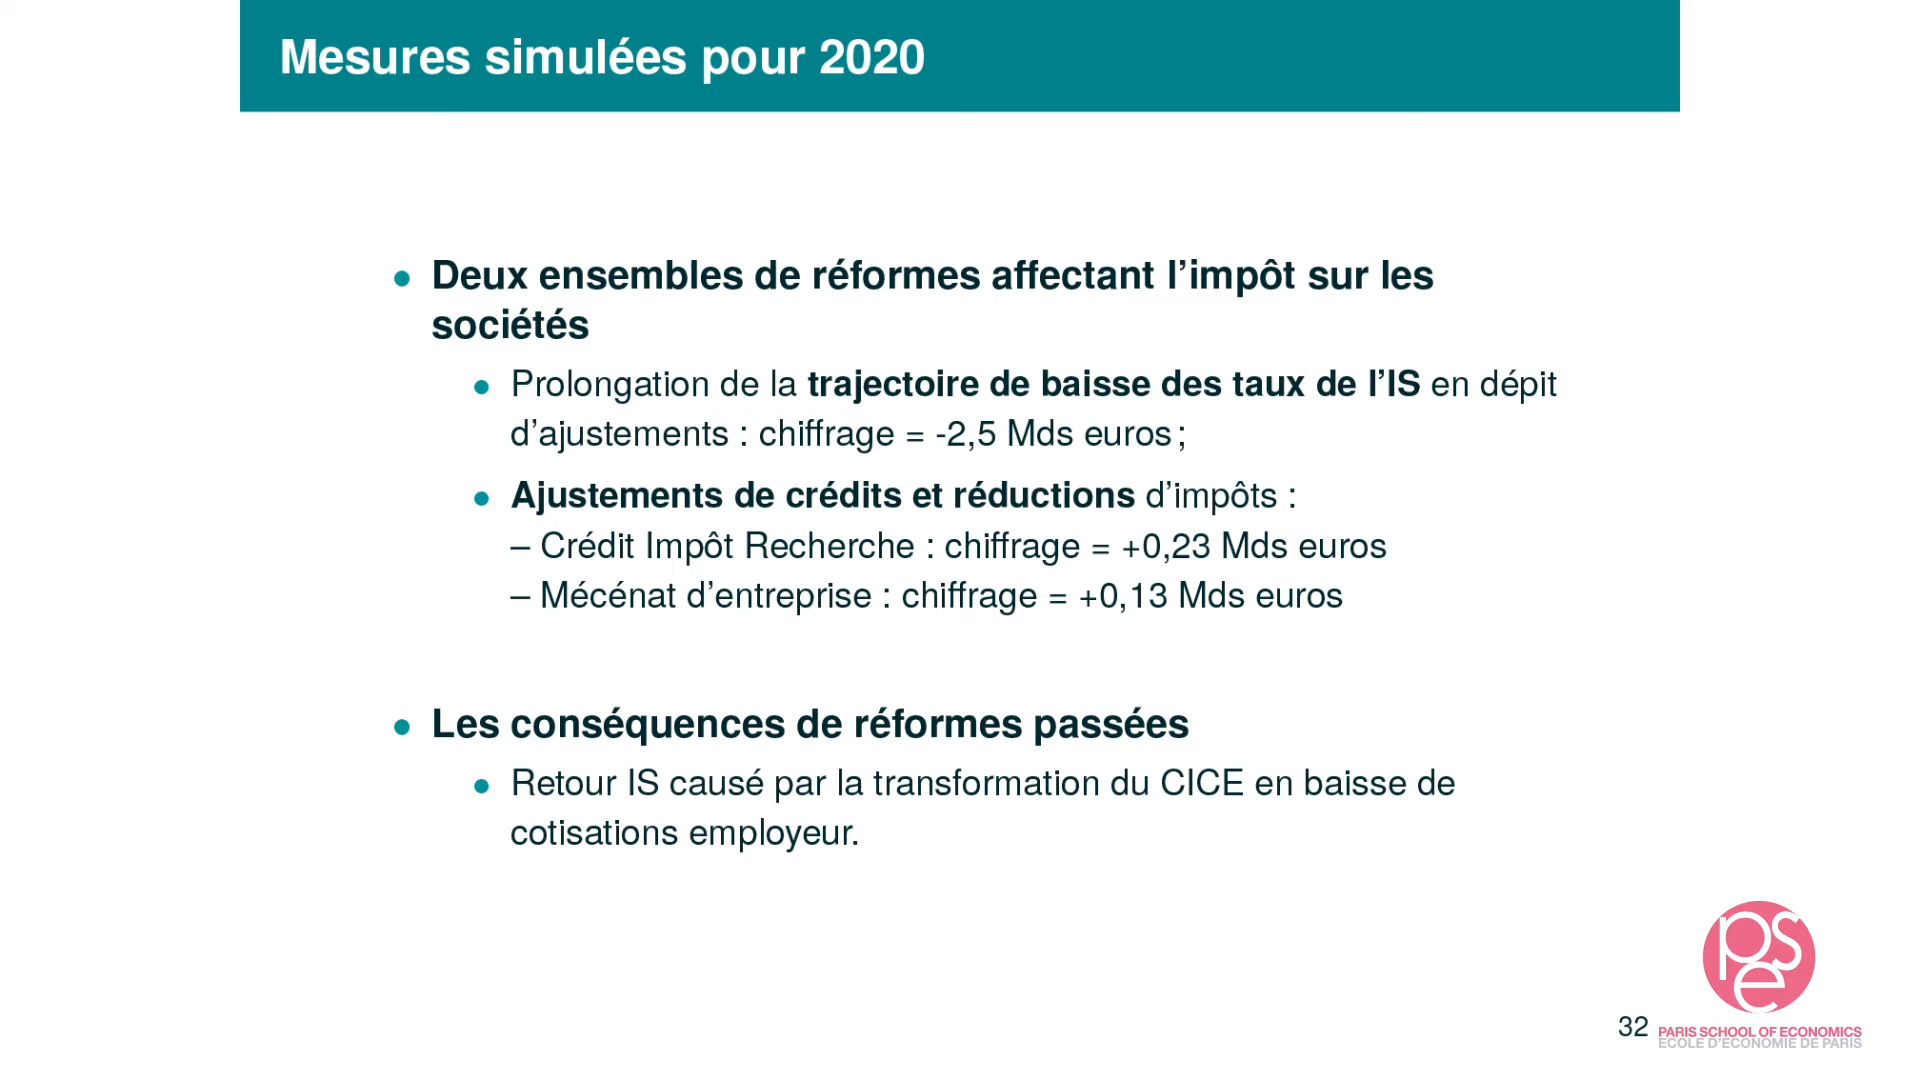 Mesures simulées pour 2020
• Deux ensembles de réformes affectant l’impôt sur les
sociétés
• Prolongation de la trajectoire de baisse des taux de l’IS en dépit
d’ajustements : chiffrage = -2,5 Mds euros ;
• Ajustements de crédits et réductions d’impôts :
– Crédit Impôt Recherche : chiffrage = +0,23 Mds euros
– Mécénat d’entreprise : chiffrage = +0,13 Mds euros
• Les conséquences de réformes passées
• Retour IS causé par la transformation du CICE en baisse de
cotisations employeur.
pse
32
PARIS SCHOOL OF ECONOMICS
ECOLE D'ECONOMIE DE PARIS